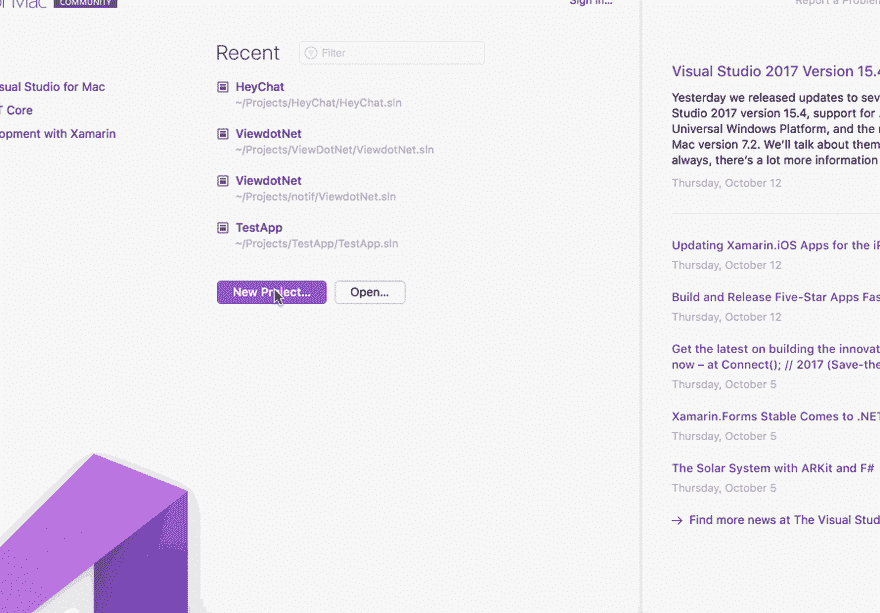 Mac COMMUNITY
Sign in...
Report a Problem
Recent
Filter
sual Studio for Mac
T Core
opment with Xamarin
HeyChat
~/Projects/HeyChat/HeyChat.sln
ViewdotNet
~/Projects/ViewDotNet/ViewdotNet.sln
ViewdotNet
~/Projects/notif/ViewdotNet.sln
TestApp
~/Projects/TestApp/TestApp.sln
New Project...
Open...
Visual Studio 2017 Version 15.4
Yesterday we released updates to sev
Studio 2017 version 15.4, support for .
Universal Windows Platform, and the
Mac version 7.2. We'll talk about them
always, there's a lot more information
Thursday, October 12
Updating Xamarin.iOS Apps for the iP
Thursday, October 12
Build and Release Five-Star Apps Fas
Thursday, October 12
Get the latest on building the innovat
now – at Connect(); // 2017 (Save-the
Thursday, October 5
Xamarin.Forms Stable Comes to .NET
Thursday, October 5
The Solar System with ARKit and F#
Thursday, October 5
→ Find more news at The Visual Stud